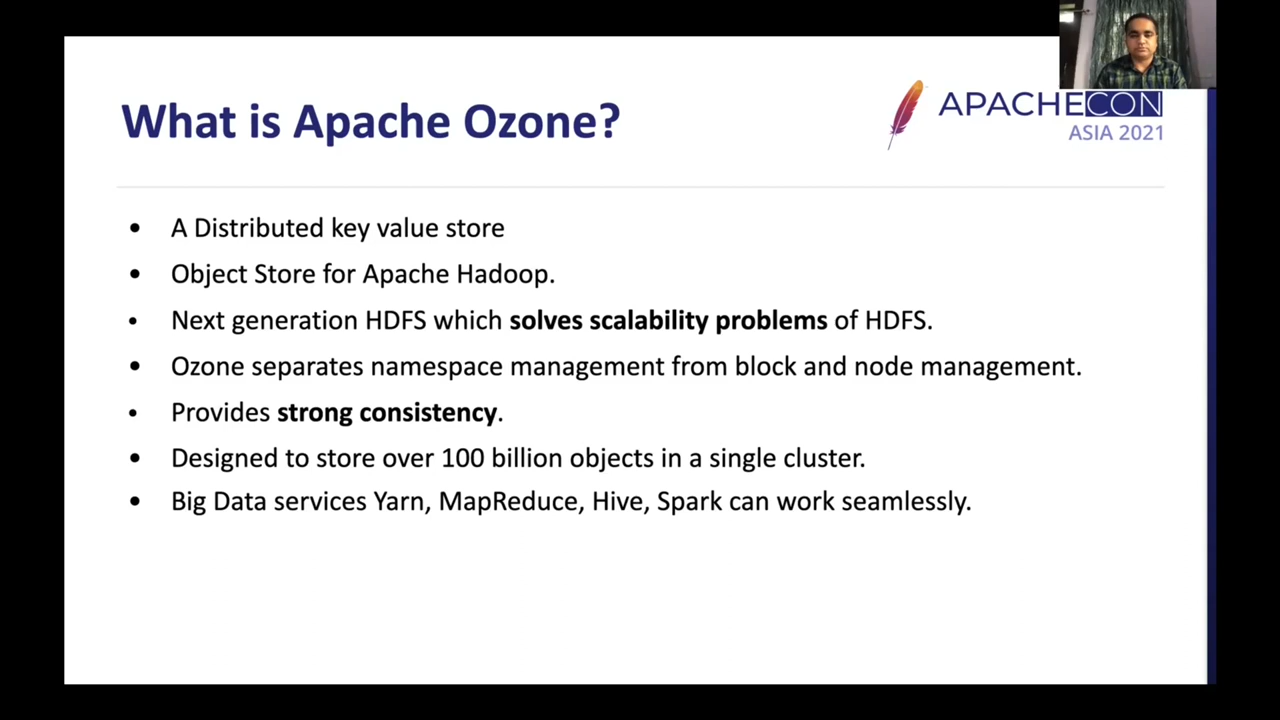 What is Apache Ozone?
APACHECON
ASIA 2021
• A Distributed key value store
• Object Store for Apache Hadoop.
• Next generation HDFS which solves scalability problems of HDFS.
• Ozone separates namespace management from block and node management.
• Provides strong consistency.
• Designed to store over 100 billion objects in a single cluster.
• Big Data services Yarn, MapReduce, Hive, Spark can work seamlessly.